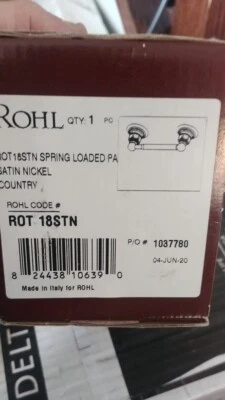 ROHL QTY: 1 PC
ROT18STN SPRING LOADED PA
SATIN NICKEL
COUNTRY
ROHL CODE #
ROT 18STN
P/O # 1037780
8 24438 10639 0
04-JUN-20
Made in Italy for ROHL
DELT